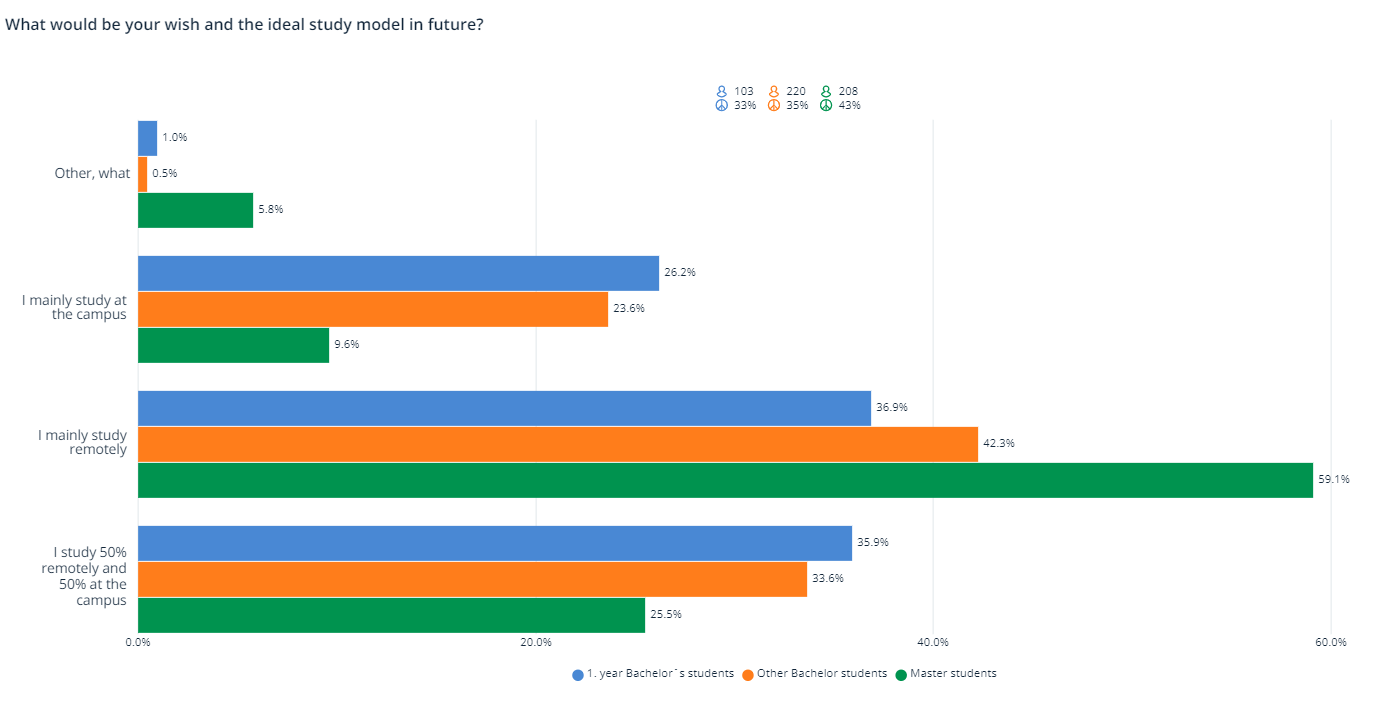 What would be your wish and the ideal study model in future?
103 220 208
33% 35% 43%
1.0%
Other, what 0.5%
5.8%
26.2%
I mainly study at
the campus
23.6%
9.6%
36.9%
I mainly study
remotely
42.3%
59.1%
35.9%
I study 50%
remotely and
50% at the
campus
33.6%
25.5%
0.0% 20.0% 40.0% 60.0%
1. year Bachelor´s students Other Bachelor students Master students